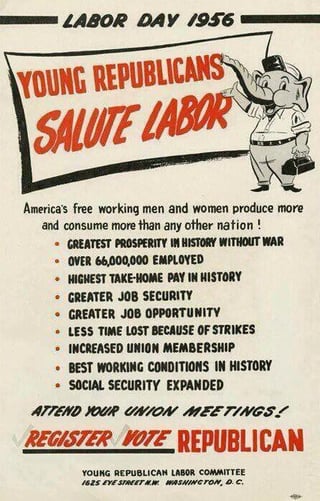 LABOR DAY 1956
YOUNG REPUBLICANS
SALUTE LABOR
America's free working men and women produce more
and consume more than any other nation !
• GREATEST PROSPERITY IN HISTORY WITHOUT WAR
• OVER 66,000,000 EMPLOYED
• HIGHEST TAKE-HOME PAY IN HISTORY
• GREATER JOB SECURITY
• GREATER JOB OPPORTUNITY
• LESS TIME LOST BECAUSE OF STRIKES
• INCREASED UNION MEMBERSHIP
• BEST WORKING CONDITIONS IN HISTORY
• SOCIAL SECURITY EXPANDED
ATTEND YOUR UNION MEETINGS!
REGISTER VOTE REPUBLICAN
YOUNG REPUBLICAN LABOR COMMITTEE
1625 EYE STREET N.W. WASHINGTON, D.C.